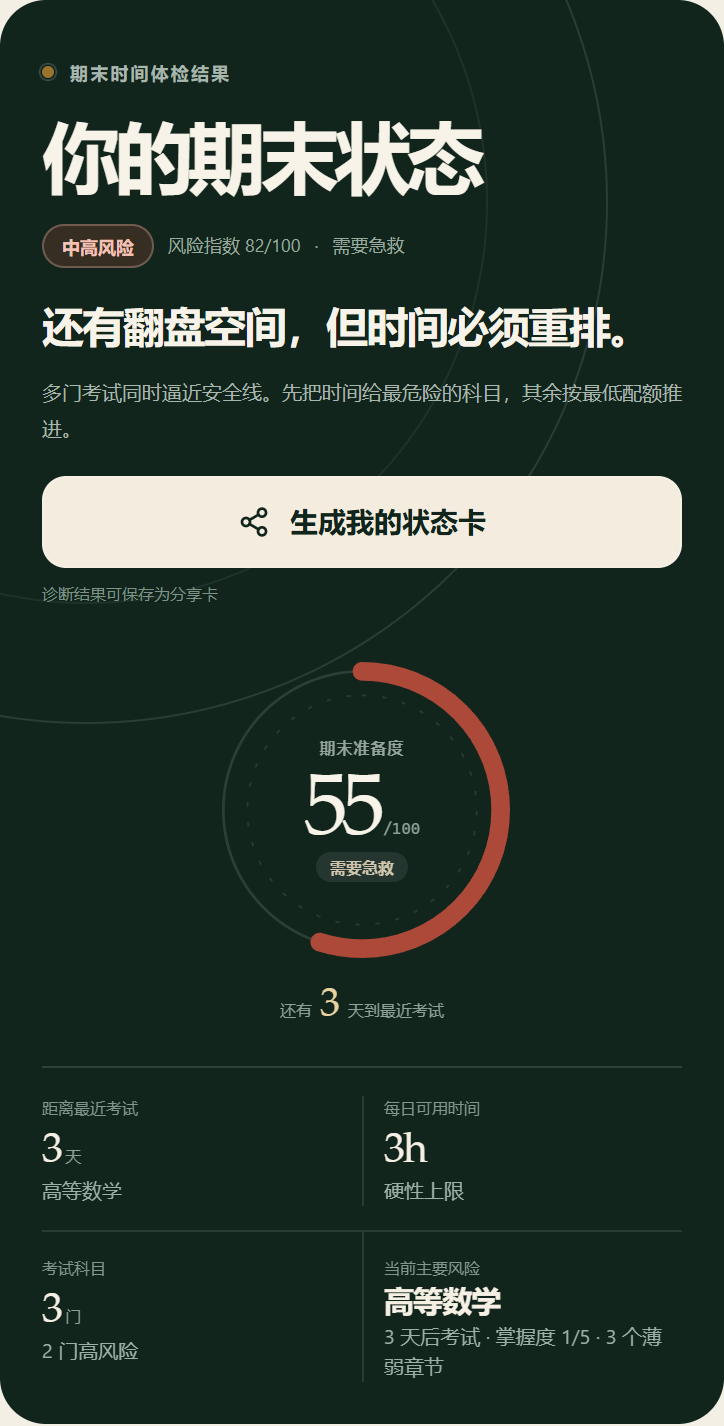 期末时间体检结果
你的期末状态
中高风险 风险指数 82/100 · 需要急救
还有翻盘空间，但时间必须重排。
多门考试同时逼近安全线。先把时间给最危险的科目，其余按最低配额推
进。
生成我的状态卡
诊断结果可保存为分享卡
期末准备度
55/100
需要急救
还有 3 天到最近考试
距离最近考试
3天
高等数学
每日可用时间
3h
硬性上限
考试科目
3门
2 门高风险
当前主要风险
高等数学
3 天后考试 · 掌握度 1/5 · 3 个薄
弱章节